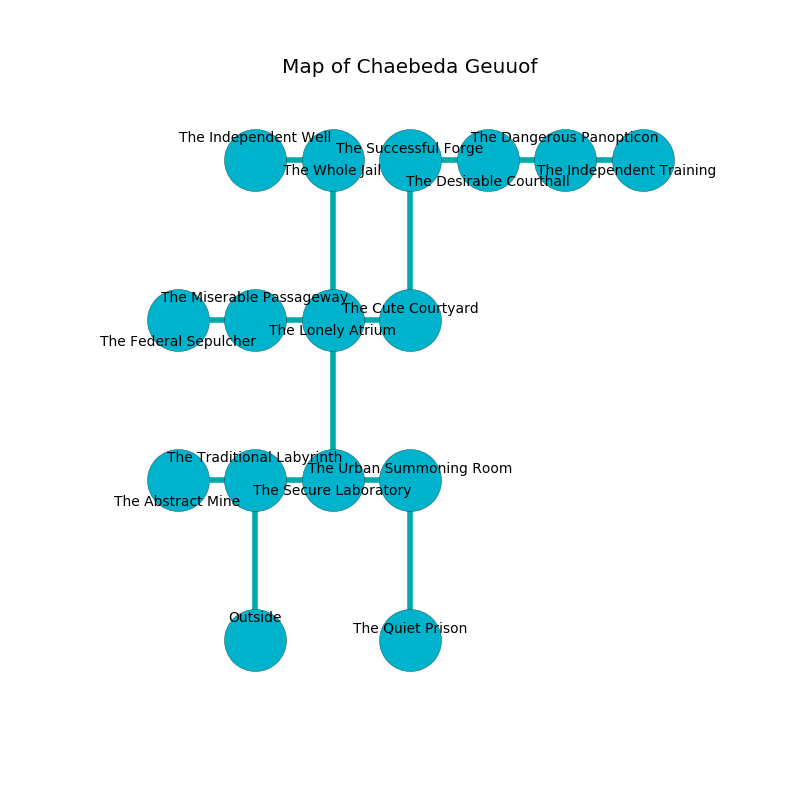 Map of Chaebeda Geuuof
The Independent Well
The Dangerous Panopticon
The Successful Forge
The Whole Jail
The Independent Training
The Desirable Courthall
The Miserable Passageway
The Cute Courtyard
The Lonely Atrium
The Federal Sepulcher
The Traditional Labyrinth
The Urban Summoning Room
The Secure Laboratory
The Abstract Mine
Outside
The Quiet Prison